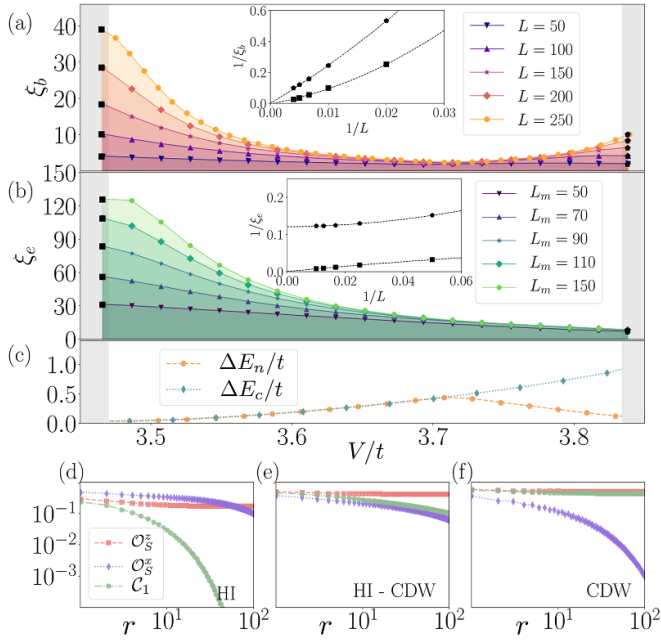 (a)
40
30
20
10
0
ξ_b
1/ξ_b
0.6
0.4
0.2
0.0
0.00 0.01 0.02 0.03
1/L
L = 50
L = 100
L = 150
L = 200
L = 250
(b)
150
120
90
60
30
0
ξ_e
1/ξ_e
0.2
0.1
0.0
0.00 0.02 0.04 0.06
1/L
L_m = 50
L_m = 70
L_m = 90
L_m = 110
L_m = 150
(c)
1.0
0.5
0.0
ΔE_n/t
ΔE_c/t
3.5 3.6 3.7 3.8
V/t
(d) (e) (f)
10^{-1}
10^{-2}
10^{-3}
O_S^z
O_S^x
C_1
HI
HI - CDW
CDW
r 10^1 10^2 r 10^1 10^2 r 10^1 10^2